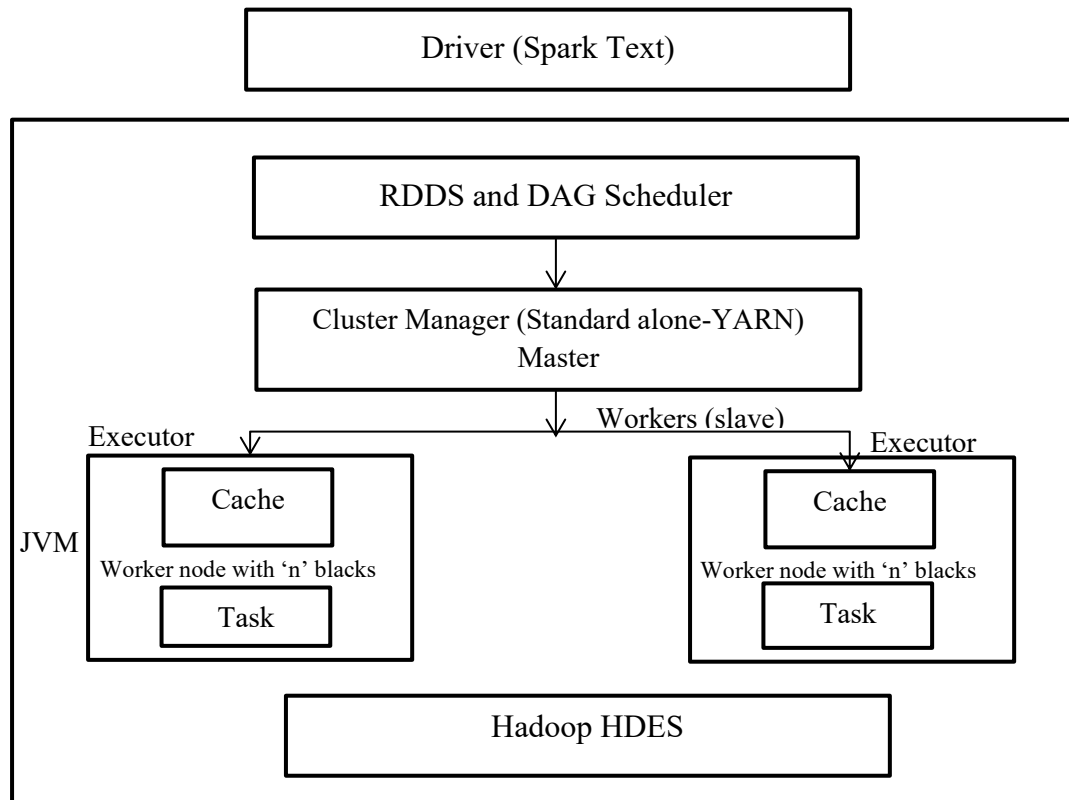 Driver (Spark Text)
RDDS and DAG Scheduler
Cluster Manager (Standard alone-YARN)
Master
Workers (slave)
Executor
Executor
Cache
Cache
JVM
Worker node with ‘n’ blacks
Worker node with ‘n’ blacks
Task
Task
Hadoop HDES